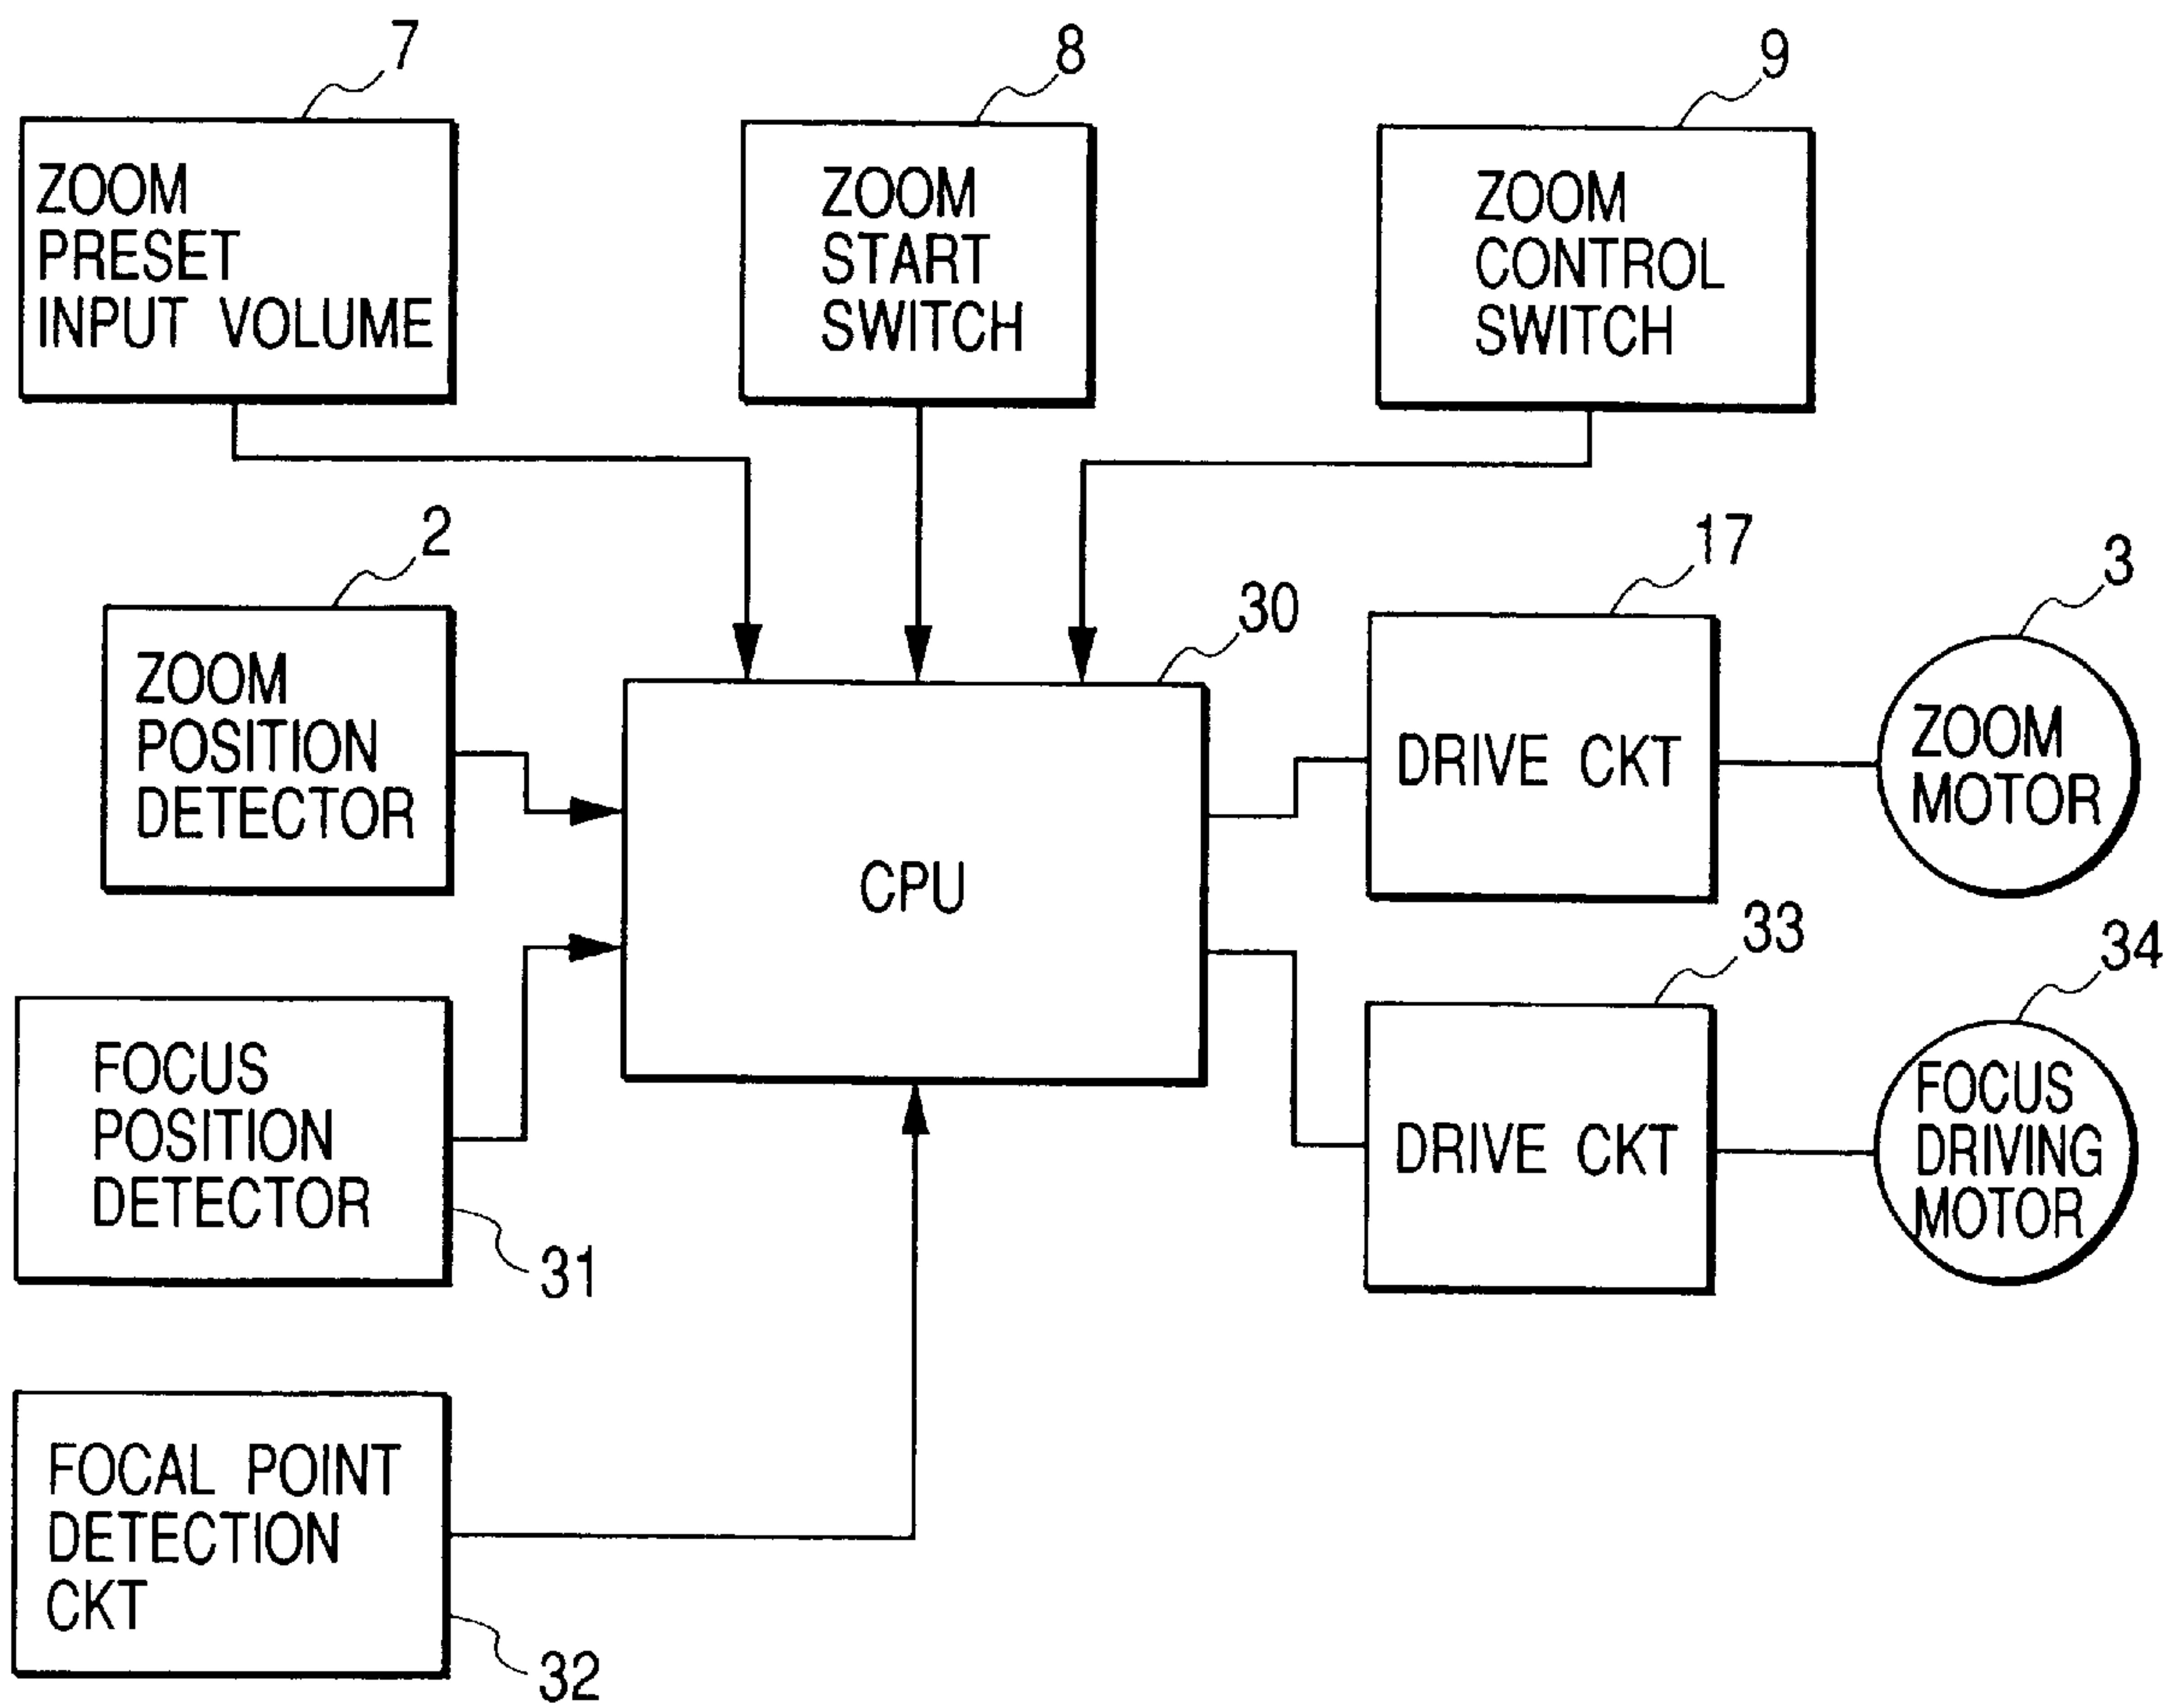 7
8
9
ZOOM
PRESET
INPUT VOLUME
ZOOM
START
SWITCH
ZOOM
CONTROL
SWITCH
2
17
3
30
ZOOM
POSITION
DETECTOR
CPU
DRIVE CKT
ZOOM
MOTOR
33
34
FOCUS
POSITION
DETECTOR
31
DRIVE CKT
FOCUS
DRIVING
MOTOR
FOCAL POINT
DETECTION
CKT
32